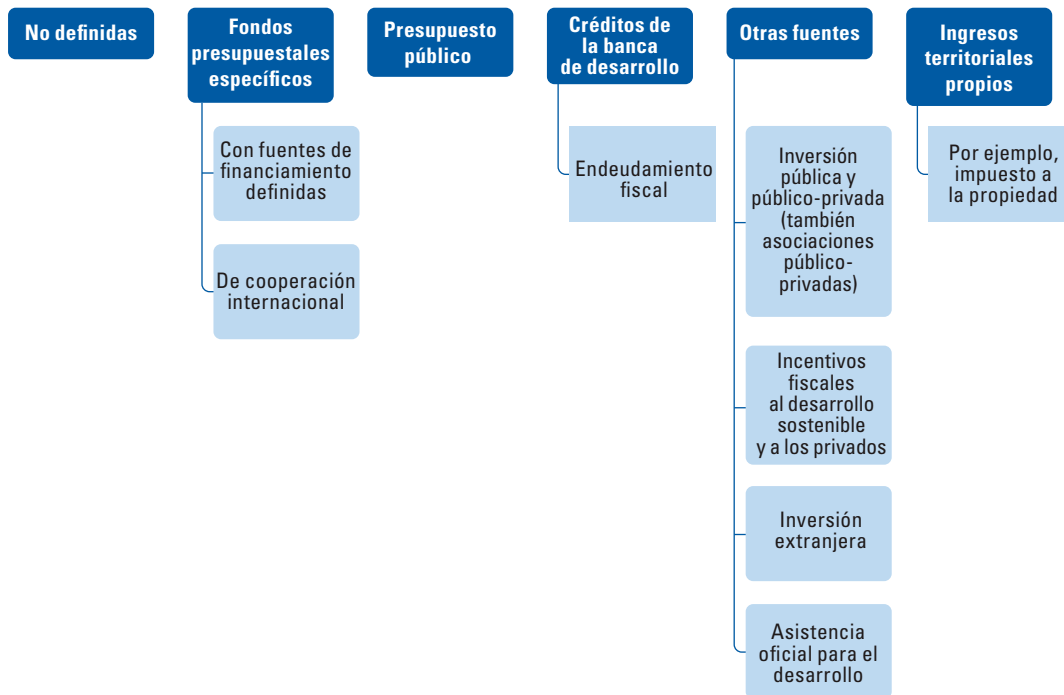 No definidas
Fondos
presupuestales
específicos
Con fuentes de
financiamiento
definidas
De cooperación
internacional
Presupuesto
público
Créditos de
la banca
de desarrollo
Endeudamiento
fiscal
Otras fuentes
Inversión
pública y
público-privada
(también
asociaciones
público-
privadas)
Incentivos
fiscales
al desarrollo
sostenible
y a los privados
Inversión
extranjera
Asistencia
oficial para el
desarrollo
Ingresos
territoriales
propios
Por ejemplo,
impuesto a
la propiedad